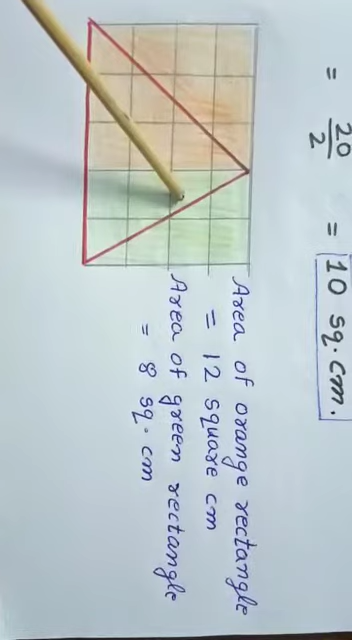 = 20/2 = 10 sq. cm.
Area of orange rectangle
= 12 square cm
Area of green rectangle
= 8 sq. cm